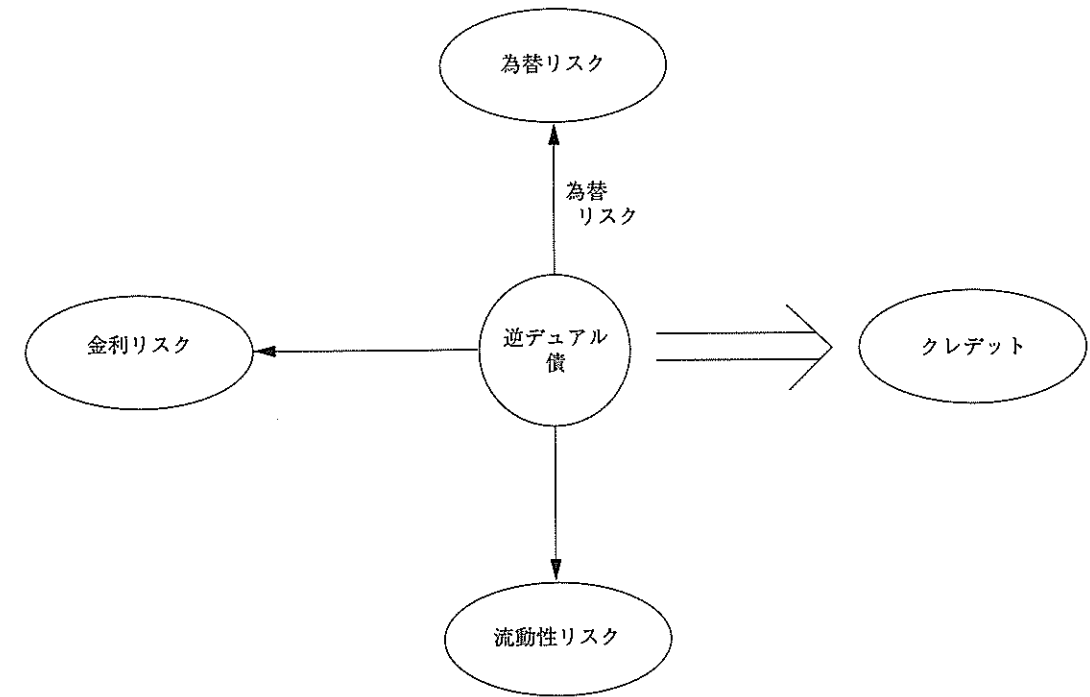 為替リスク
為替
リスク
金利リスク
逆デュアル
債
クレデット
流動性リスク